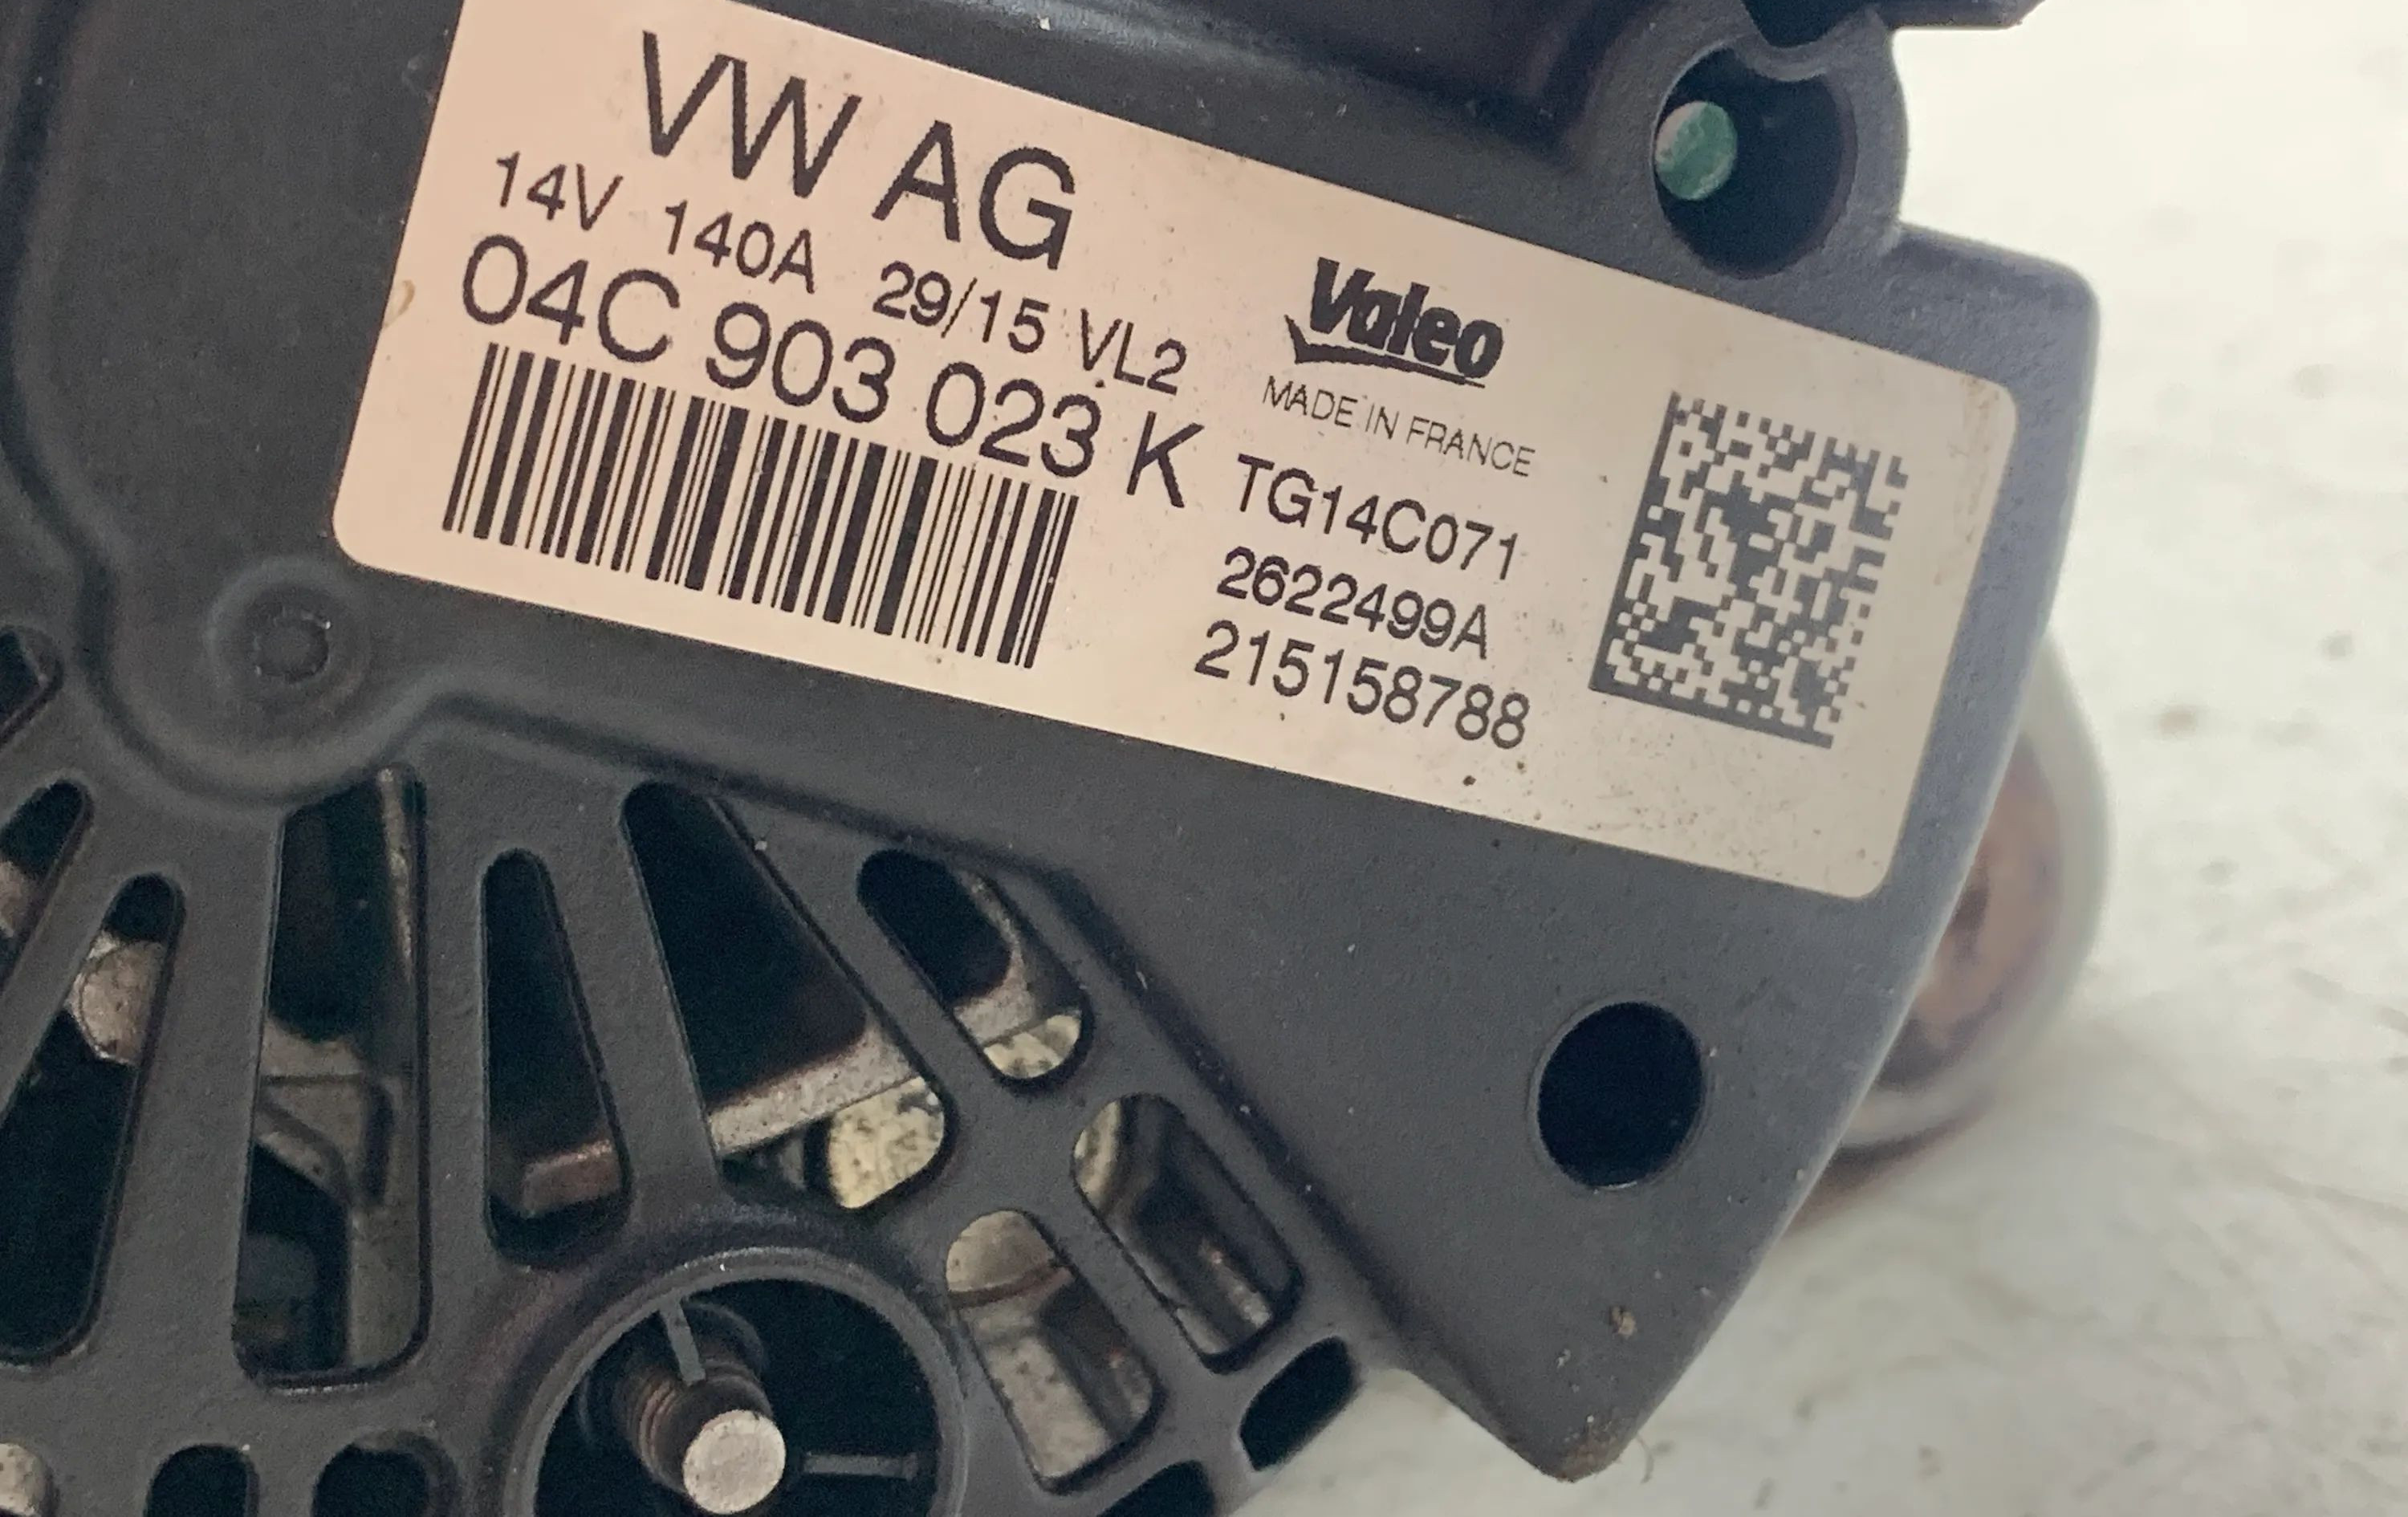 VW AG
14V 140A 29/15 VL2
04C 903 023 K
Valeo
MADE IN FRANCE
TG14C071
2622499A
215158788